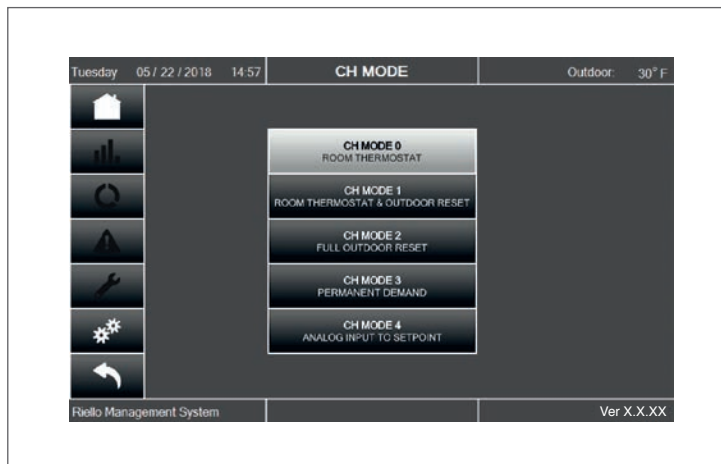 Tuesday 05 / 22 / 2018 14:57 CH MODE Outdoor: 30° F
CH MODE 0
ROOM THERMOSTAT
CH MODE 1
ROOM THERMOSTAT & OUTDOOR RESET
CH MODE 2
FULL OUTDOOR RESET
CH MODE 3
PERMANENT DEMAND
CH MODE 4
ANALOG INPUT TO SETPOINT
Riello Management System Ver X.X.XX